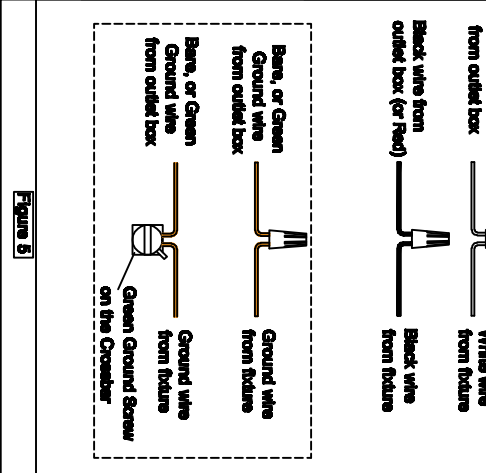 from outlet box
White wire
from fixture
Black wire from
outlet box (or Red)
Black wire
from fixture
Bare, or Green
Ground wire
from outlet box
Ground wire
from fixture
Bare, or Green
Ground wire
from outlet box
Ground wire
from fixture
Green Ground Screw
on the Crossbar
Figure 5